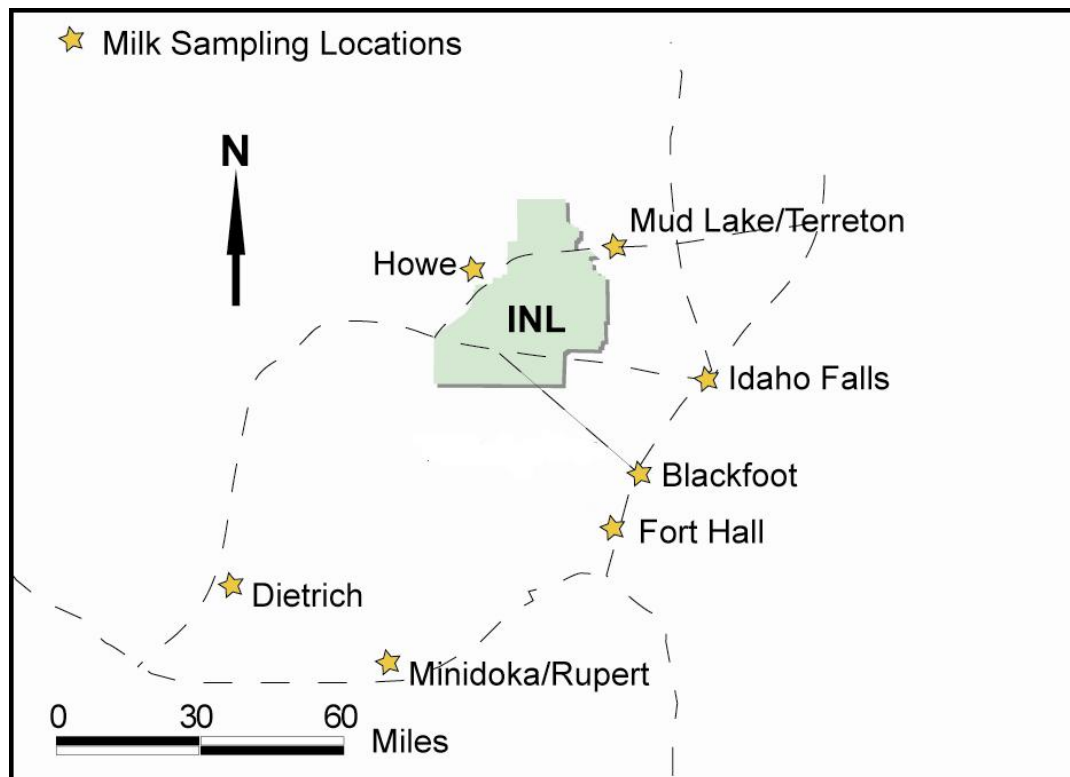 Milk Sampling Locations
N
Mud Lake/Terreton
Howe
INL
Idaho Falls
Blackfoot
Fort Hall
Dietrich
Minidoka/Rupert
0 30 60
Miles